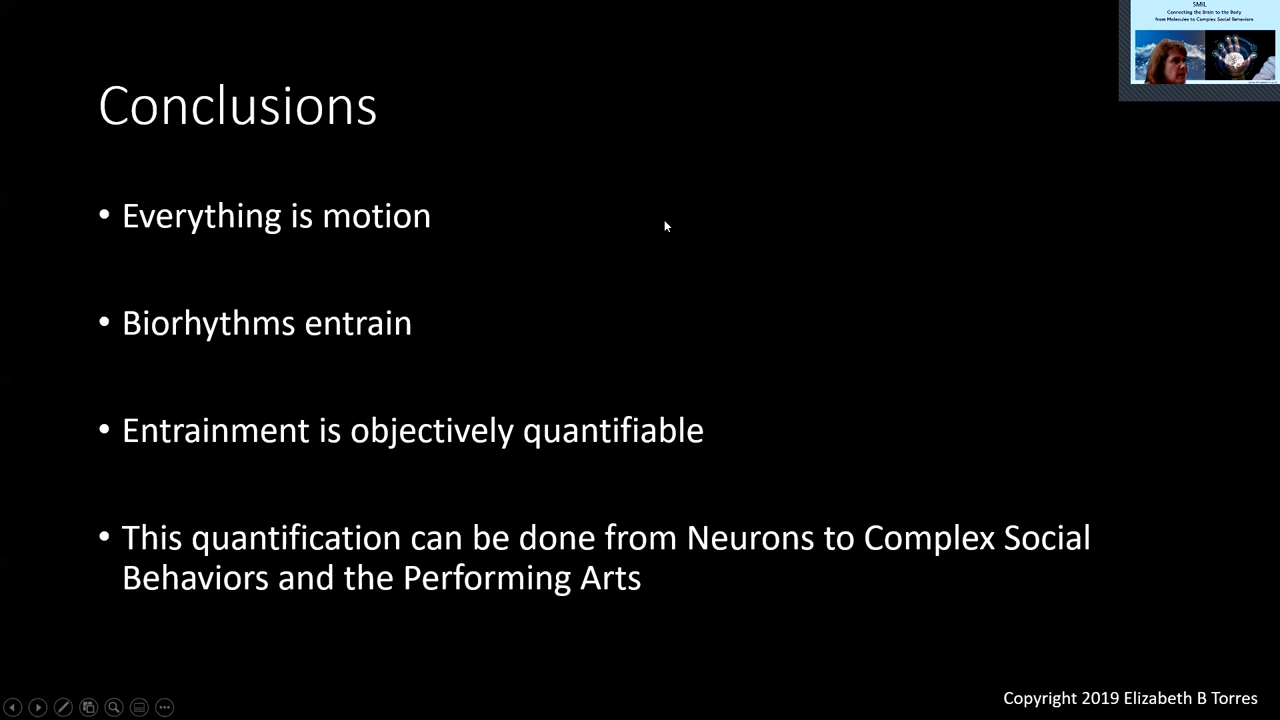 SMIL
Connecting the Brain to the Body
from Molecules to Complex Social Behaviors
Conclusions
• Everything is motion
• Biorhythms entrain
• Entrainment is objectively quantifiable
• This quantification can be done from Neurons to Complex Social
Behaviors and the Performing Arts
Copyright 2019 Elizabeth B Torres